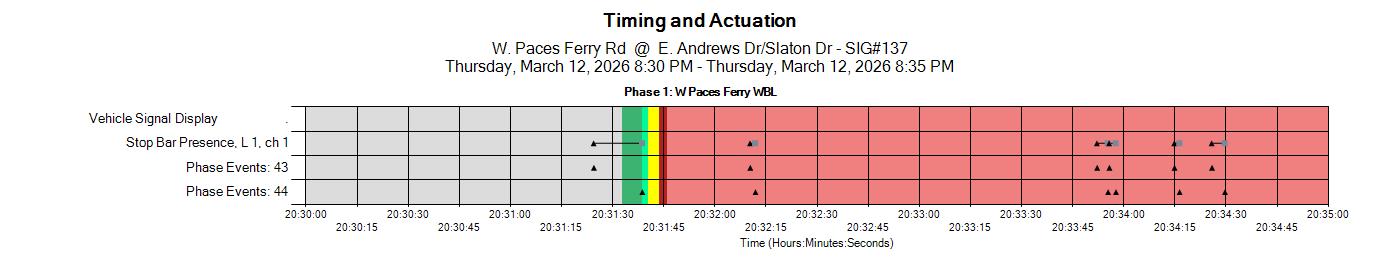 Timing and Actuation
W. Paces Ferry Rd @ E. Andrews Dr/Slaton Dr - SIG#137
Thursday, March 12, 2026 8:30 PM - Thursday, March 12, 2026 8:35 PM
Phase 1: W Paces Ferry WBL
Vehicle Signal Display .
Stop Bar Presence, L 1, ch 1
Phase Events: 43
Phase Events: 44
20:30:00 20:30:30 20:31:00 20:31:30 20:32:00 20:32:30 20:33:00 20:33:30 20:34:00 20:34:30 20:35:00
20:30:15 20:30:45 20:31:15 20:31:45 20:32:15 20:32:45 20:33:15 20:33:45 20:34:15 20:34:45
Time (Hours:Minutes:Seconds)